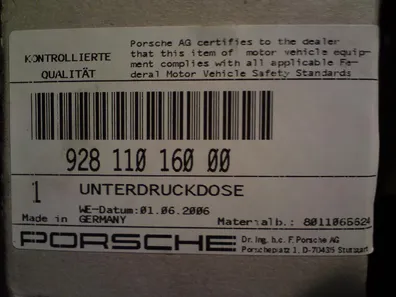 KONTROLLIERTE
QUALITÄT
Porsche AG certifies to the dealer
that this item of motor vehicle equip-
ment complies with all applicable Fe-
deral Motor Vehicle Safety Standards
928 110 160 00
1 UNTERDRUCKDOSE
WE-Datum:01.06.2006
Made in GERMANY
Materialb.: 8011065624
PORSCHE
Dr. Ing. h.c. F. Porsche AG
Porscheplatz 1, D-70435 Stuttgart